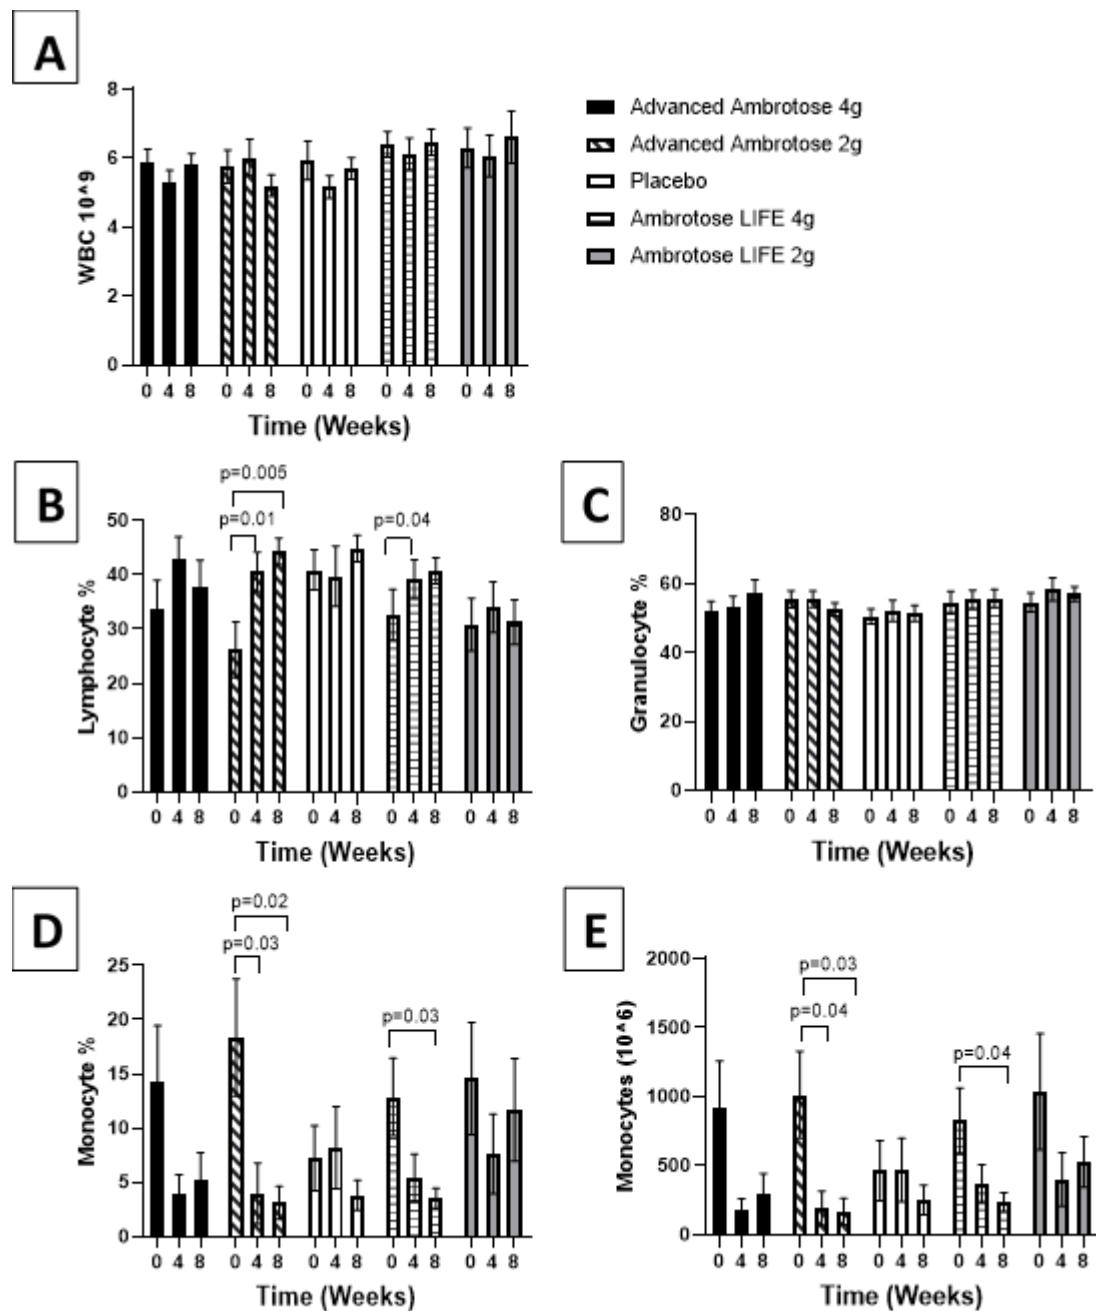 A
8
6
4
2
0
WBC 10^9
0 4 8 0 4 8 0 4 8 0 4 8 0 4 8
Time (Weeks)
Advanced Ambrotose 4g
Advanced Ambrotose 2g
Placebo
Ambrotose LIFE 4g
Ambrotose LIFE 2g
B
p=0.005
p=0.01
p=0.04
50
40
30
20
10
0
Lymphocyte %
0 4 8 0 4 8 0 4 8 0 4 8 0 4 8
Time (Weeks)
C
80
60
40
20
0
Granulocyte %
0 4 8 0 4 8 0 4 8 0 4 8 0 4 8
Time (Weeks)
D
p=0.02
p=0.03
p=0.03
25
20
15
10
5
0
Monocyte %
0 4 8 0 4 8 0 4 8 0 4 8 0 4 8
Time (Weeks)
E
p=0.03
p=0.04
p=0.04
2000
1500
1000
500
0
Monocytes (10^6)
0 4 8 0 4 8 0 4 8 0 4 8 0 4 8
Time (Weeks)